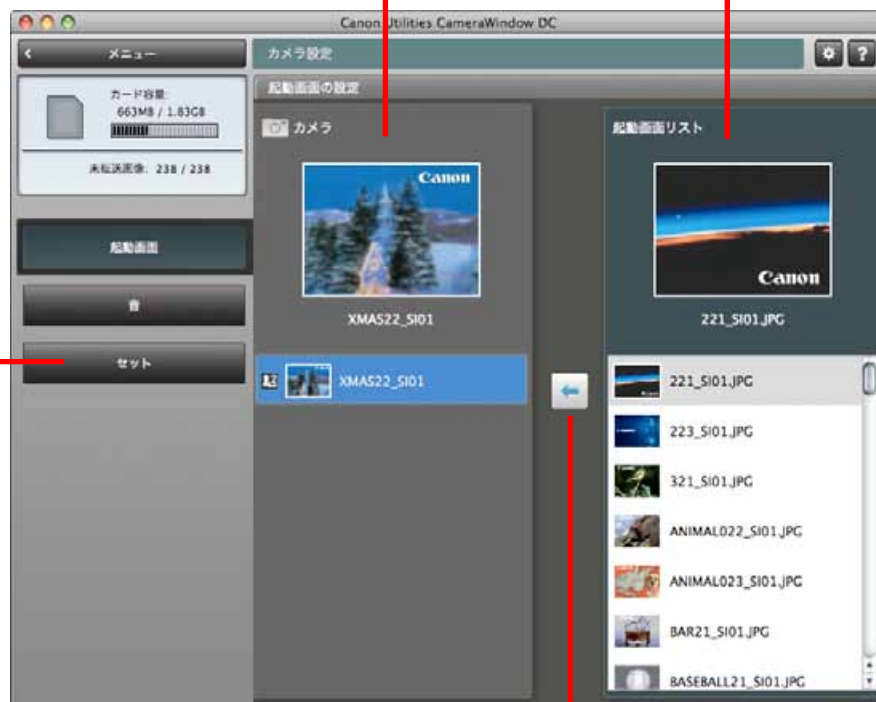 Canon Utilities CameraWindow DC
メニュー
カメラ設定
?
起動画面の設定
カード容量:
663MB / 1.83GB
未転送画像: 238 / 238
カメラ
起動画面リスト
Canon
Canon
XMAS22_SI01
221_SI01.JPG
起動画面
音
セット
XMAS22_SI01
221_SI01.JPG
223_SI01.JPG
321_SI01.JPG
ANIMAL022_SI01.JPG
ANIMAL023_SI01.JPG
BAR21_SI01.JPG
BASEBALL21_SI01.JPG